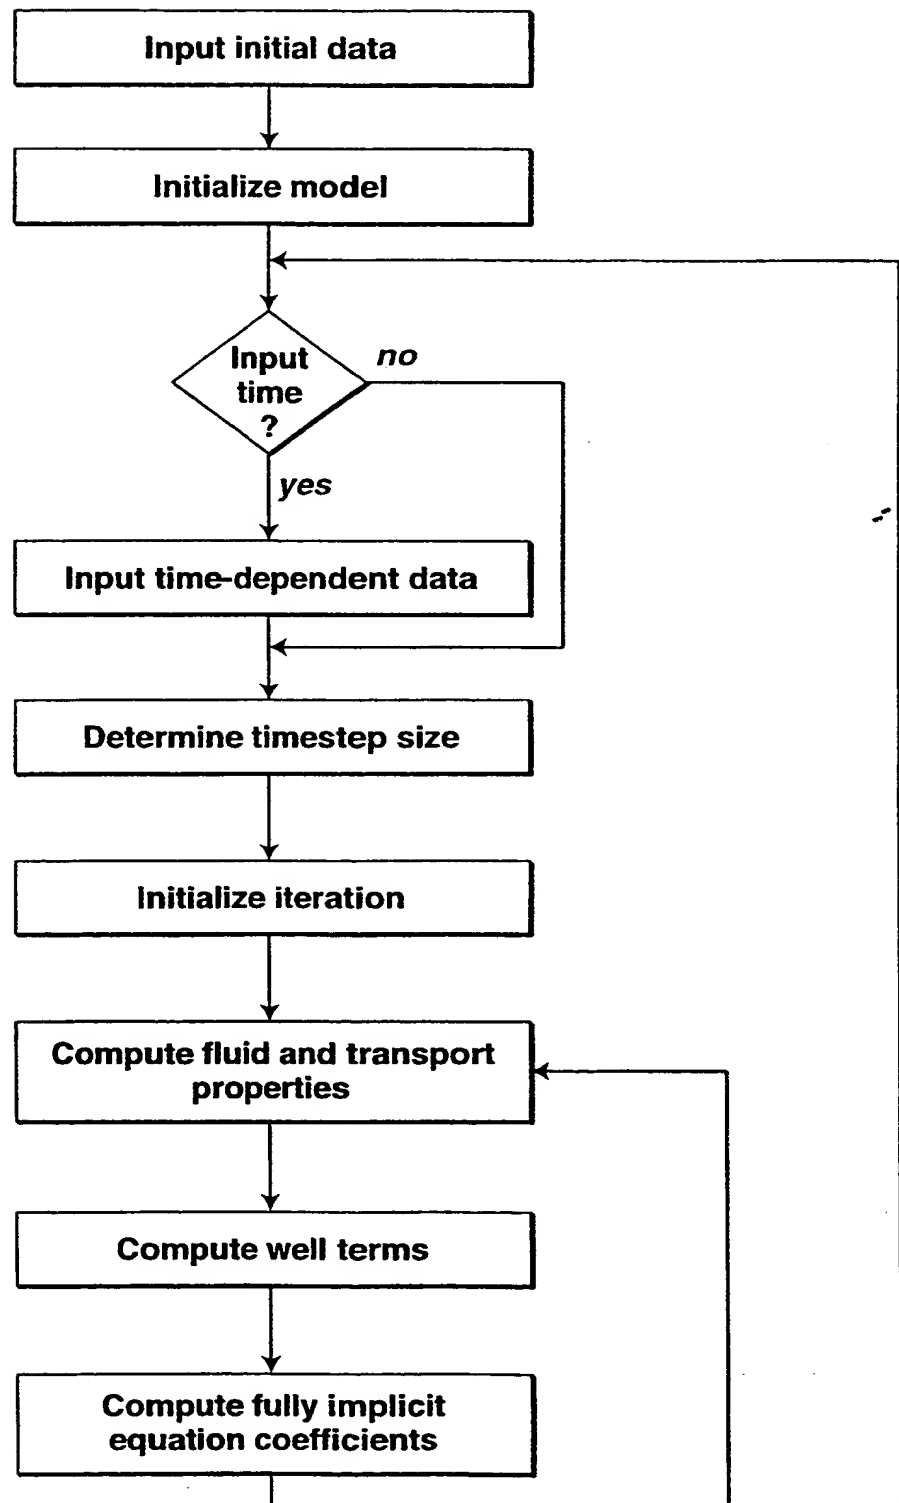 Input initial data
Initialize model
Input
time
?
no
yes
Input time-dependent data
Determine timestep size
Initialize iteration
Compute fluid and transport
properties
Compute well terms
Compute fully implicit
equation coefficients